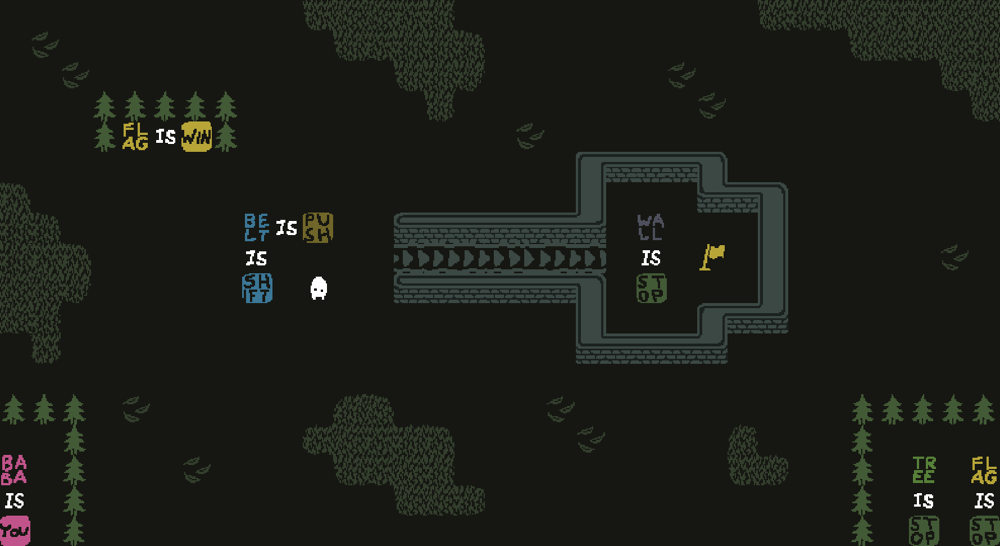 FLAG IS WIN
BELT IS PUSH
IS
SHIFT
WALL
IS
STOP
BABA
IS
YOU
TREE
IS
STOP
FLAG
IS
STOP